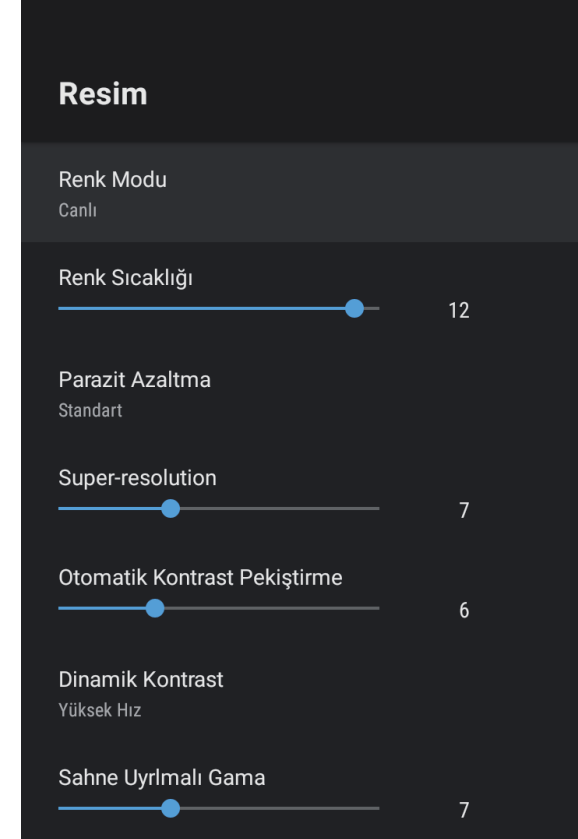 Resim
Renk Modu
Canlı
Renk Sıcaklığı
12
Parazit Azaltma
Standart
Super-resolution
7
Otomatik Kontrast Pekiştirme
6
Dinamik Kontrast
Yüksek Hız
Sahne Uyrlmalı Gama
7